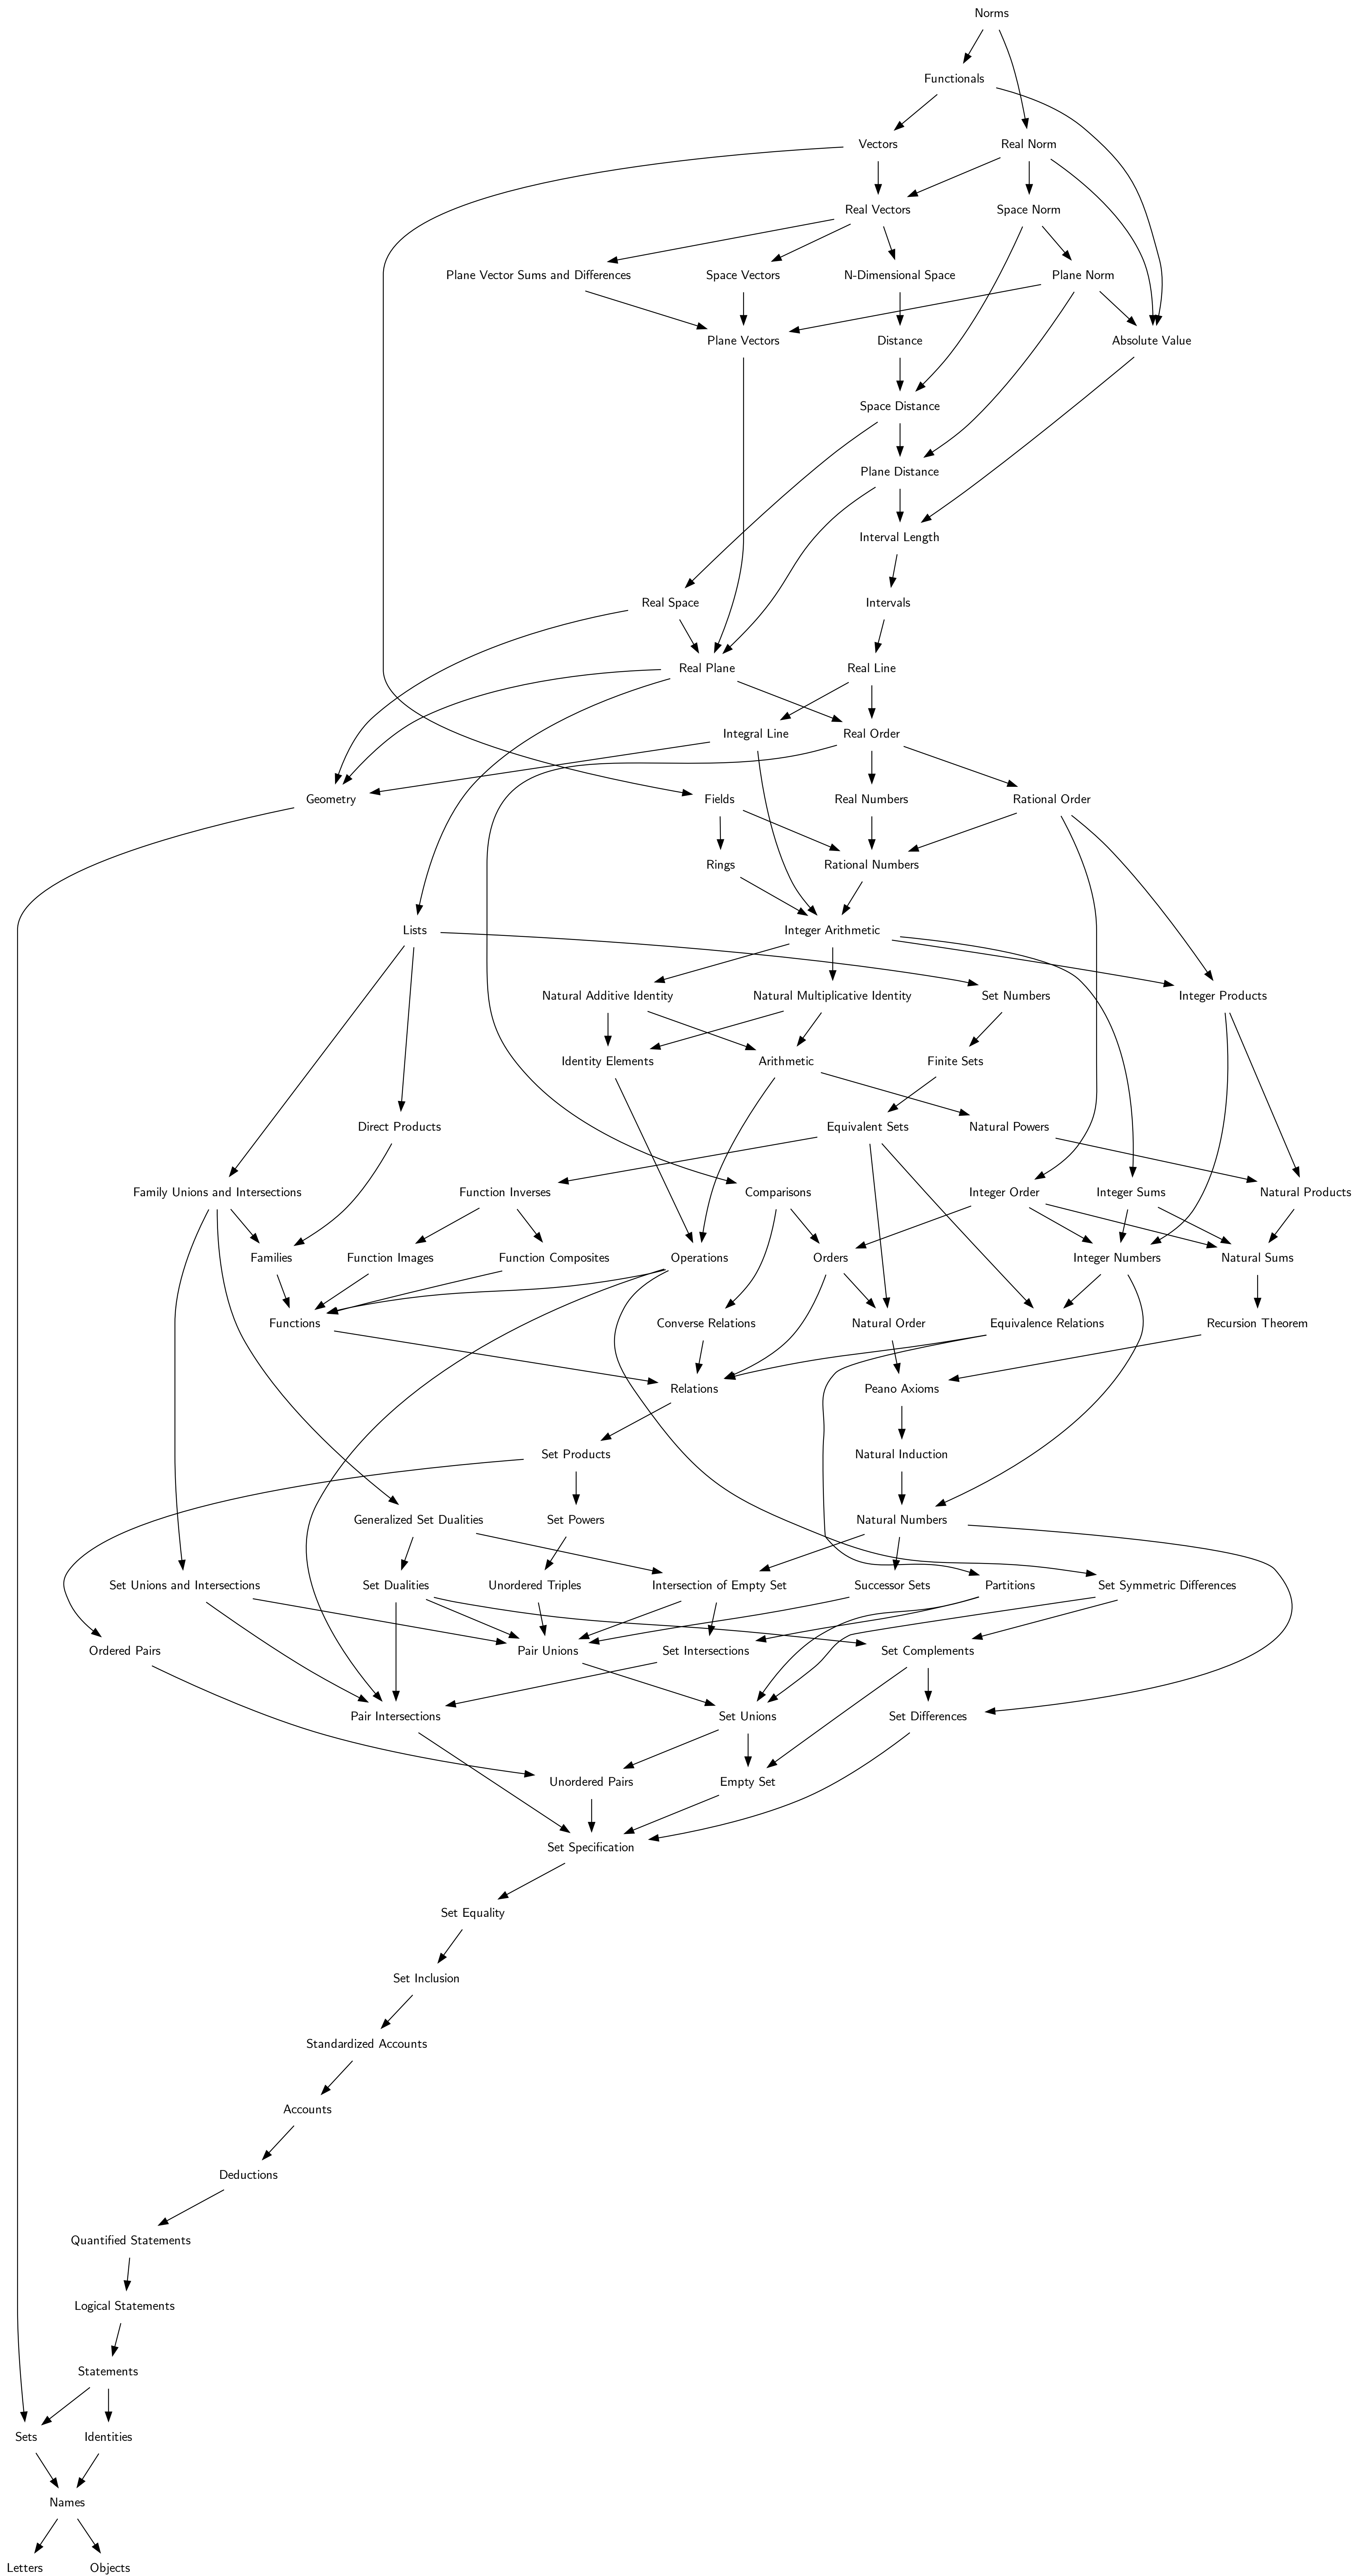 Norms
Functionals
Vectors
Real Norm
Real Vectors
Space Norm
Plane Vector Sums and Differences
Space Vectors
N-Dimensional Space
Plane Norm
Plane Vectors
Distance
Absolute Value
Space Distance
Plane Distance
Interval Length
Real Space
Intervals
Real Plane
Real Line
Integral Line
Real Order
Geometry
Fields
Real Numbers
Rational Order
Rings
Rational Numbers
Lists
Integer Arithmetic
Natural Additive Identity
Natural Multiplicative Identity
Set Numbers
Integer Products
Identity Elements
Arithmetic
Finite Sets
Direct Products
Equivalent Sets
Natural Powers
Family Unions and Intersections
Function Inverses
Comparisons
Integer Order
Integer Sums
Natural Products
Families
Function Images
Function Composites
Operations
Orders
Integer Numbers
Natural Sums
Functions
Converse Relations
Natural Order
Equivalence Relations
Recursion Theorem
Relations
Peano Axioms
Set Products
Natural Induction
Generalized Set Dualities
Set Powers
Natural Numbers
Set Unions and Intersections
Set Dualities
Unordered Triples
Intersection of Empty Set
Successor Sets
Partitions
Set Symmetric Differences
Ordered Pairs
Pair Unions
Set Intersections
Set Complements
Pair Intersections
Set Unions
Set Differences
Unordered Pairs
Empty Set
Set Specification
Set Equality
Set Inclusion
Standardized Accounts
Accounts
Deductions
Quantified Statements
Logical Statements
Statements
Sets
Identities
Names
Letters
Objects